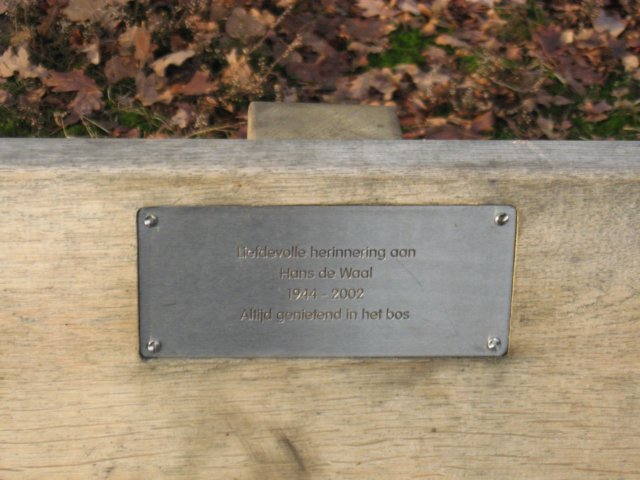 Liefdevolle herinnering aan
Hans de Waal
1944 - 2002
Altijd genietend in het bos